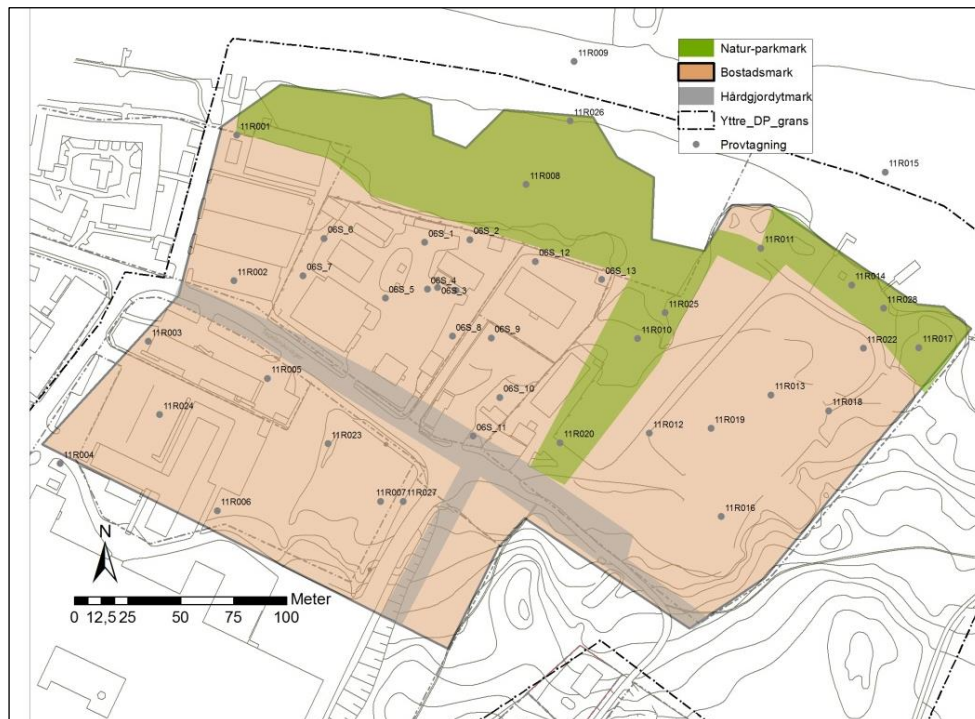 11R009
Natur-parkmark
Bostadsmark
Hårdgjordytmark
Yttre_DP_grans
Provtagning
11R026
11R001
11R015
11R008
06S_6
06S_1
06S_2
11R011
06S_12
06S_7
06S_13
11R002
06S_4
06S_3
06S_5
11R014
11R028
11R025
11R003
06S_8
06S_9
11R010
11R022
11R017
11R005
11R013
06S_10
11R018
11R024
11R019
11R012
06S_11
11R023
11R020
11R004
11R007
11R027
11R006
11R016
N
Meter
0 12,5 25 50 75 100